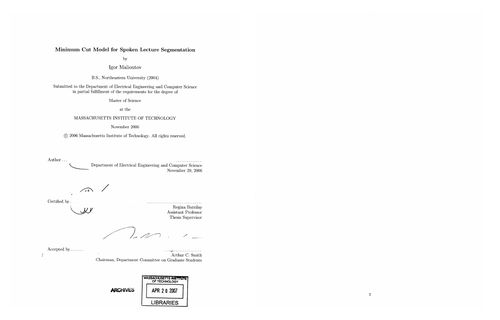 Minimum Cut Model for Spoken Lecture Segmentation
by
Igor Malioutov
B.S., Northeastern University (2004)
Submitted to the Department of Electrical Engineering and Computer Science
in partial fulfillment of the requirements for the degree of
Master of Science
at the
MASSACHUSETTS INSTITUTE OF TECHNOLOGY
November 2006
© 2006 Massachusetts Institute of Technology. All rights reserved.
Author
Department of Electrical Engineering and Computer Science
November 29, 2006
Certified by
Regina Barzilay
Assistant Professor
Thesis Supervisor
Accepted by
Arthur C. Smith
Chairman, Department Committee on Graduate Students
MASSACHUSETTS INSTITUTE
OF TECHNOLOGY
ARCHIVES
APR 2 0 2007
LIBRARIES
2